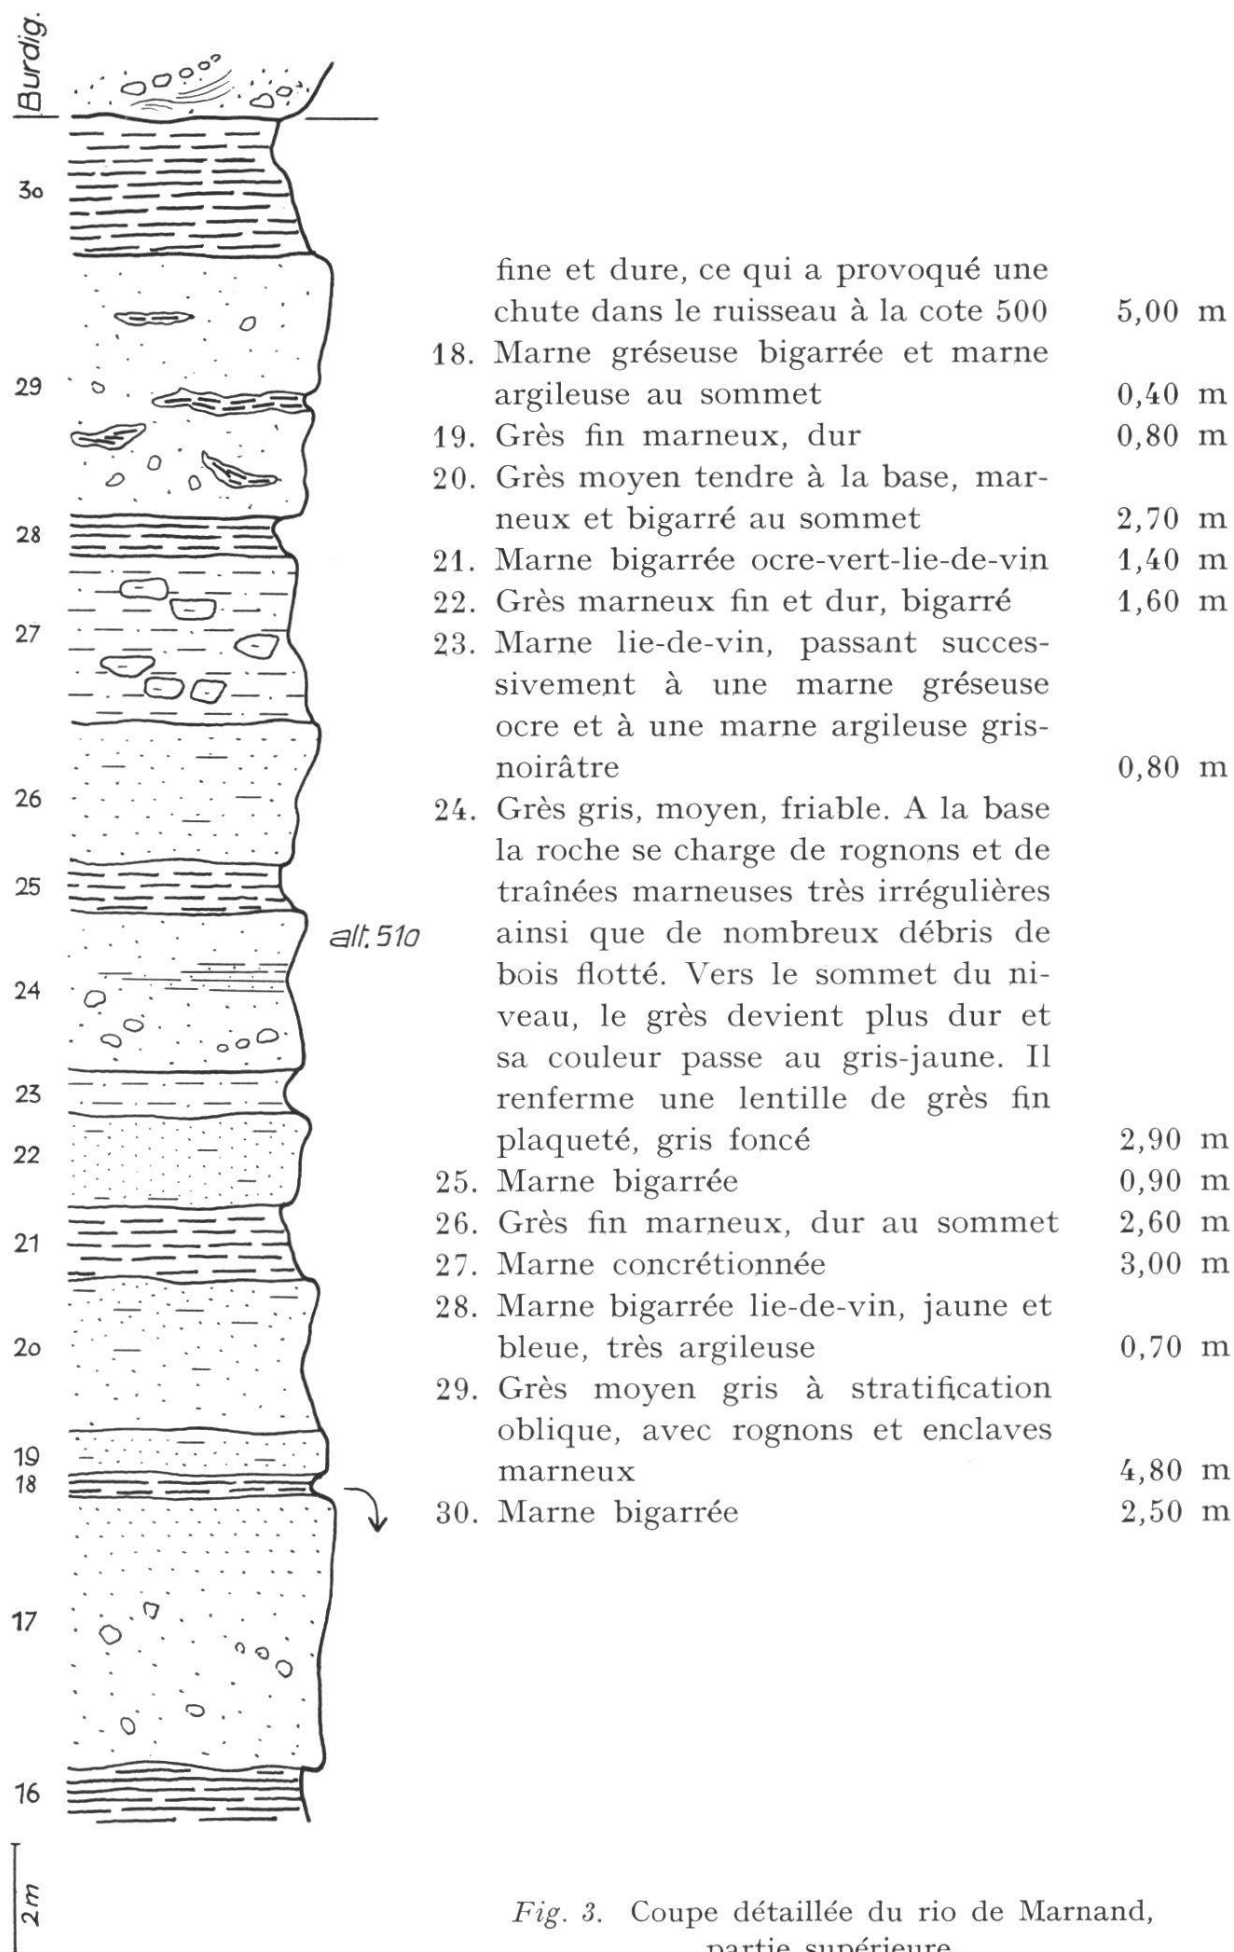 Burdig.
30
29
28
27
26
25
alt. 510
24
23
22
21
20
19
18
17
16
2m
fine et dure, ce qui a provoqué une
chute dans le ruisseau à la cote 500 5,00 m
18. Marne gréseuse bigarrée et marne
argileuse au sommet 0,40 m
19. Grès fin marneux, dur 0,80 m
20. Grès moyen tendre à la base, mar-
neux et bigarré au sommet 2,70 m
21. Marne bigarrée ocre-vert-lie-de-vin 1,40 m
22. Grès marneux fin et dur, bigarré 1,60 m
23. Marne lie-de-vin, passant succes-
sivement à une marne gréseuse
ocre et à une marne argileuse gris-
noirâtre 0,80 m
24. Grès gris, moyen, friable. A la base
la roche se charge de rognons et de
traînées marneuses très irrégulières
ainsi que de nombreux débris de
bois flotté. Vers le sommet du ni-
veau, le grès devient plus dur et
sa couleur passe au gris-jaune. Il
renferme une lentille de grès fin
plaqueté, gris foncé 2,90 m
25. Marne bigarrée 0,90 m
26. Grès fin marneux, dur au sommet 2,60 m
27. Marne concrétionnée 3,00 m
28. Marne bigarrée lie-de-vin, jaune et
bleue, très argileuse 0,70 m
29. Grès moyen gris à stratification
oblique, avec rognons et enclaves
marneux 4,80 m
30. Marne bigarrée 2,50 m
Fig. 3. Coupe détaillée du rio de Marnand,
partie supérieure.